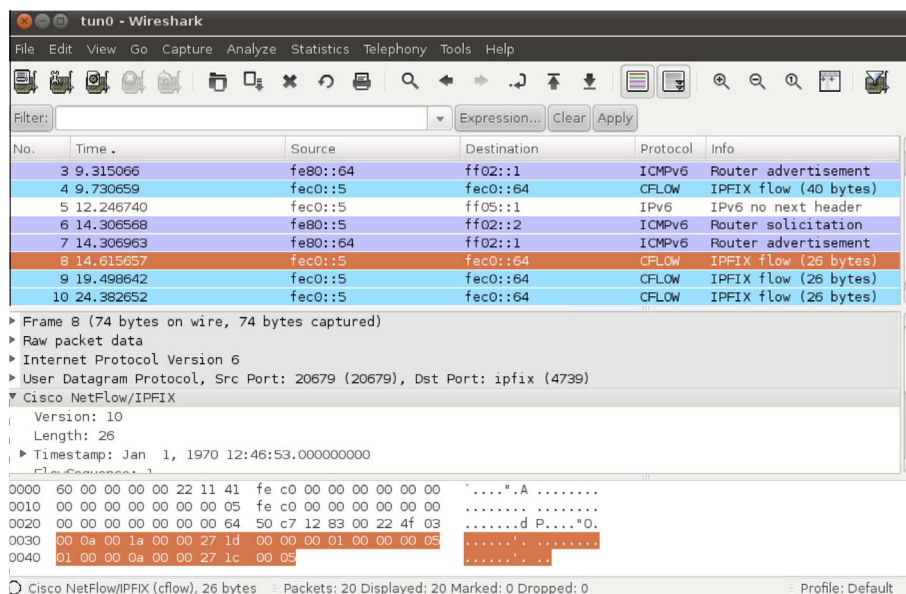 tun0 - Wireshark
File Edit View Go Capture Analyze Statistics Telephony Tools Help
Filter: Expression... Clear Apply
No. Time . Source Destination Protocol Info
3 9.315066 fe80::64 ff02::1 ICMPv6 Router advertisement
4 9.730659 fec0::5 fec0::64 CFLOW IPFIX flow (40 bytes)
5 12.246740 fec0::5 ff05::1 IPv6 IPv6 no next header
6 14.306568 fe80::5 ff02::2 ICMPv6 Router solicitation
7 14.306963 fe80::64 ff02::1 ICMPv6 Router advertisement
8 14.615657 fec0::5 fec0::64 CFLOW IPFIX flow (26 bytes)
9 19.498642 fec0::5 fec0::64 CFLOW IPFIX flow (26 bytes)
10 24.382652 fec0::5 fec0::64 CFLOW IPFIX flow (26 bytes)
Frame 8 (74 bytes on wire, 74 bytes captured)
Raw packet data
Internet Protocol Version 6
User Datagram Protocol, Src Port: 20679 (20679), Dst Port: ipfix (4739)
Cisco NetFlow/IPFIX
Version: 10
Length: 26
Timestamp: Jan 1, 1970 12:46:53.000000000
FlowSequence: 1
0000 60 00 00 00 00 22 11 41 fe c0 00 00 00 00 00 00 `....".A ........
0010 00 00 00 00 00 00 00 05 fe c0 00 00 00 00 00 00 ........ ........
0020 00 00 00 00 00 00 00 64 50 c7 12 83 00 22 4f 03 .......d P...."O.
0030 00 0a 00 1a 00 00 27 1d 00 00 00 01 00 00 00 05 ......'. ........
0040 01 00 00 0a 00 00 27 1c 00 05 ......'. ..
Cisco NetFlow/IPFIX (cflow), 26 bytes Packets: 20 Displayed: 20 Marked: 0 Dropped: 0 Profile: Default